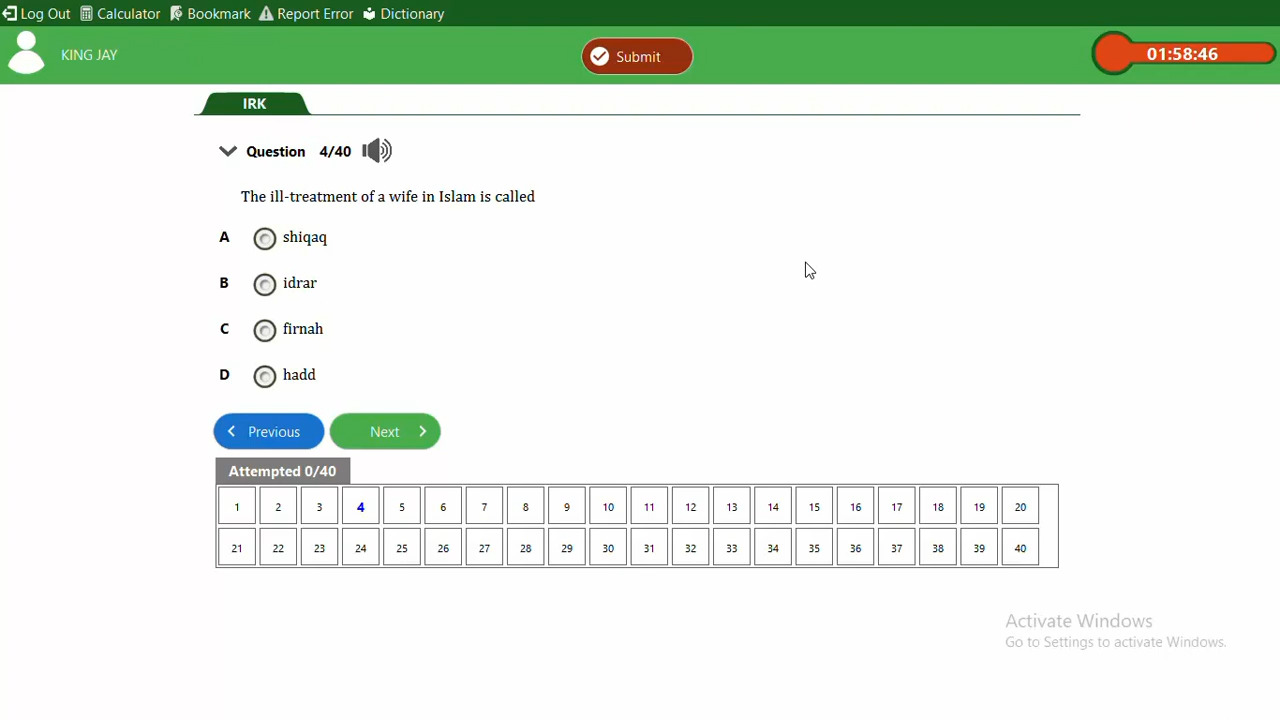 Log Out Calculator Bookmark Report Error Dictionary
KING JAY
Submit
01:58:46
IRK
Question 4/40
The ill-treatment of a wife in Islam is called
A shiqaq
B idrar
C firnah
D hadd
Previous Next
Attempted 0/40
1 2 3 4 5 6 7 8 9 10 11 12 13 14 15 16 17 18 19 20
21 22 23 24 25 26 27 28 29 30 31 32 33 34 35 36 37 38 39 40
Activate Windows
Go to Settings to activate Windows.